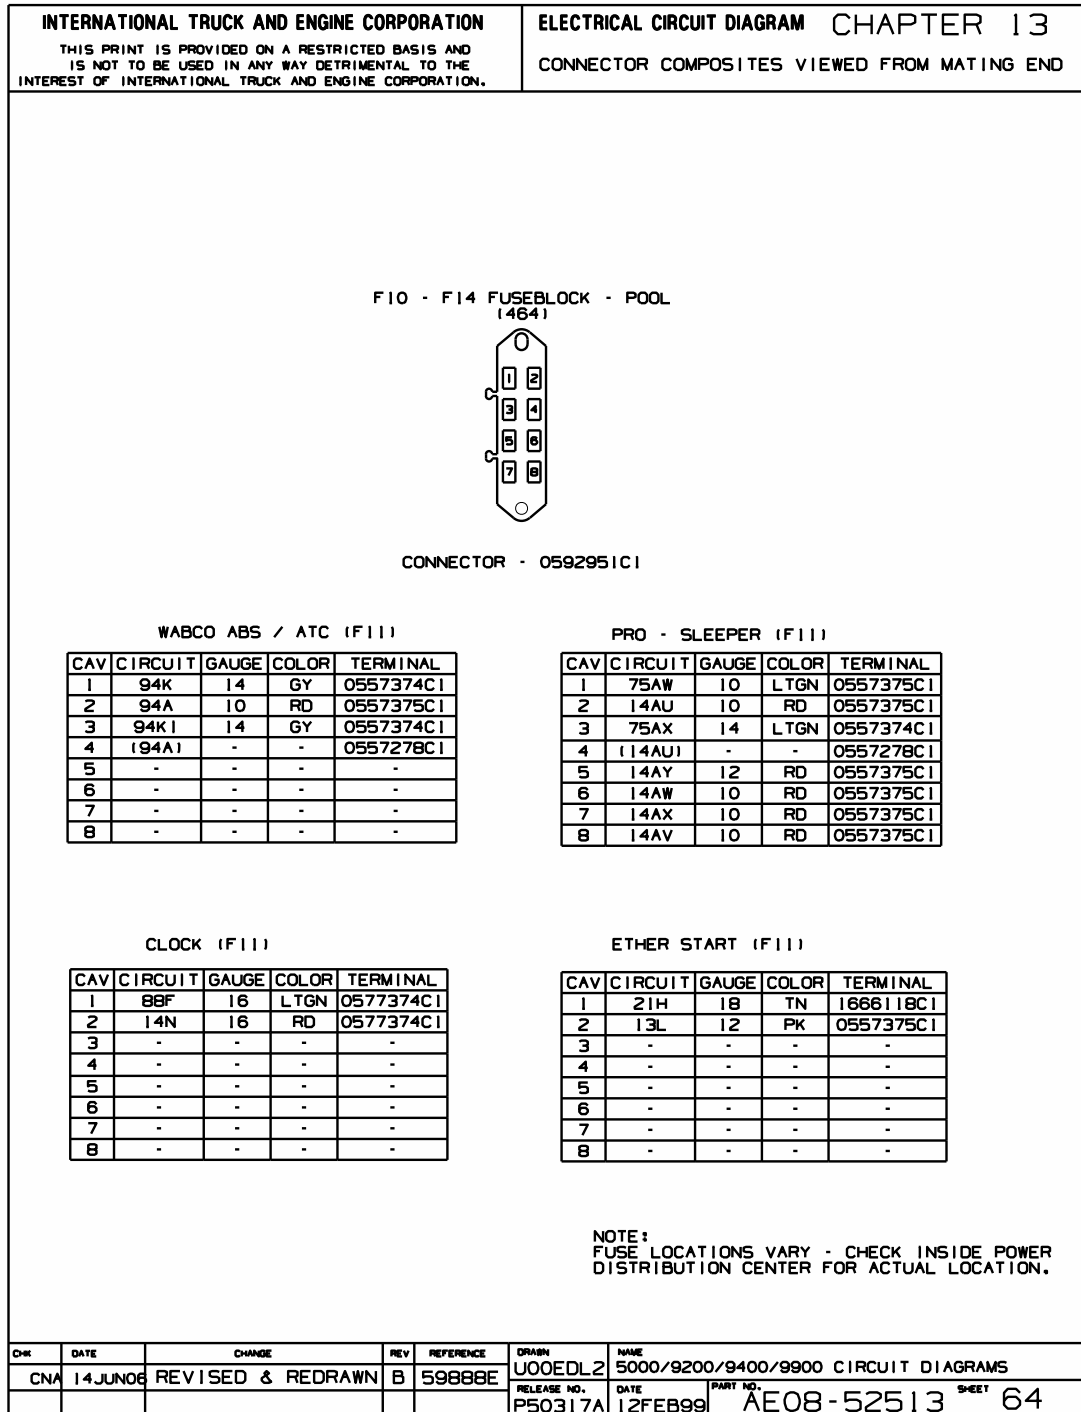 INTERNATIONAL TRUCK AND ENGINE CORPORATION
THIS PRINT IS PROVIDED ON A RESTRICTED BASIS AND
IS NOT TO BE USED IN ANY WAY DETRIMENTAL TO THE
INTEREST OF INTERNATIONAL TRUCK AND ENGINE CORPORATION.
ELECTRICAL CIRCUIT DIAGRAM CHAPTER 13
CONNECTOR COMPOSITES VIEWED FROM MATING END
F10 - F14 FUSEBLOCK - POOL
(464)
1 2
3 4
5 6
7 8
CONNECTOR - 0592951C1
WABCO ABS / ATC (F11)
CAV CIRCUIT GAUGE COLOR TERMINAL
1 94K 14 GY 0557374C1
2 94A 10 RD 0557375C1
3 94K1 14 GY 0557374C1
4 (94A) - - 0557278C1
5 - - - -
6 - - - -
7 - - - -
8 - - - -
PRO - SLEEPER (F11)
CAV CIRCUIT GAUGE COLOR TERMINAL
1 75AW 10 LTGN 0557375C1
2 14AU 10 RD 0557375C1
3 75AX 14 LTGN 0557374C1
4 (14AU) - - 0557278C1
5 14AY 12 RD 0557375C1
6 14AW 10 RD 0557375C1
7 14AX 10 RD 0557375C1
8 14AV 10 RD 0557375C1
CLOCK (F11)
CAV CIRCUIT GAUGE COLOR TERMINAL
1 88F 16 LTGN 0577374C1
2 14N 16 RD 0577374C1
3 - - - -
4 - - - -
5 - - - -
6 - - - -
7 - - - -
8 - - - -
ETHER START (F11)
CAV CIRCUIT GAUGE COLOR TERMINAL
1 21H 18 TN 1666118C1
2 13L 12 PK 0557375C1
3 - - - -
4 - - - -
5 - - - -
6 - - - -
7 - - - -
8 - - - -
NOTE:
FUSE LOCATIONS VARY - CHECK INSIDE POWER
DISTRIBUTION CENTER FOR ACTUAL LOCATION.
CHK DATE CHANGE REV REFERENCE
CNA 14JUN06 REVISED & REDRAWN B 59888E
DRAWN
U00EDL2
NAME
5000/9200/9400/9900 CIRCUIT DIAGRAMS
RELEASE NO.
P50317A
DATE
12FEB99
PART NO.
AE08-52513
SHEET 64